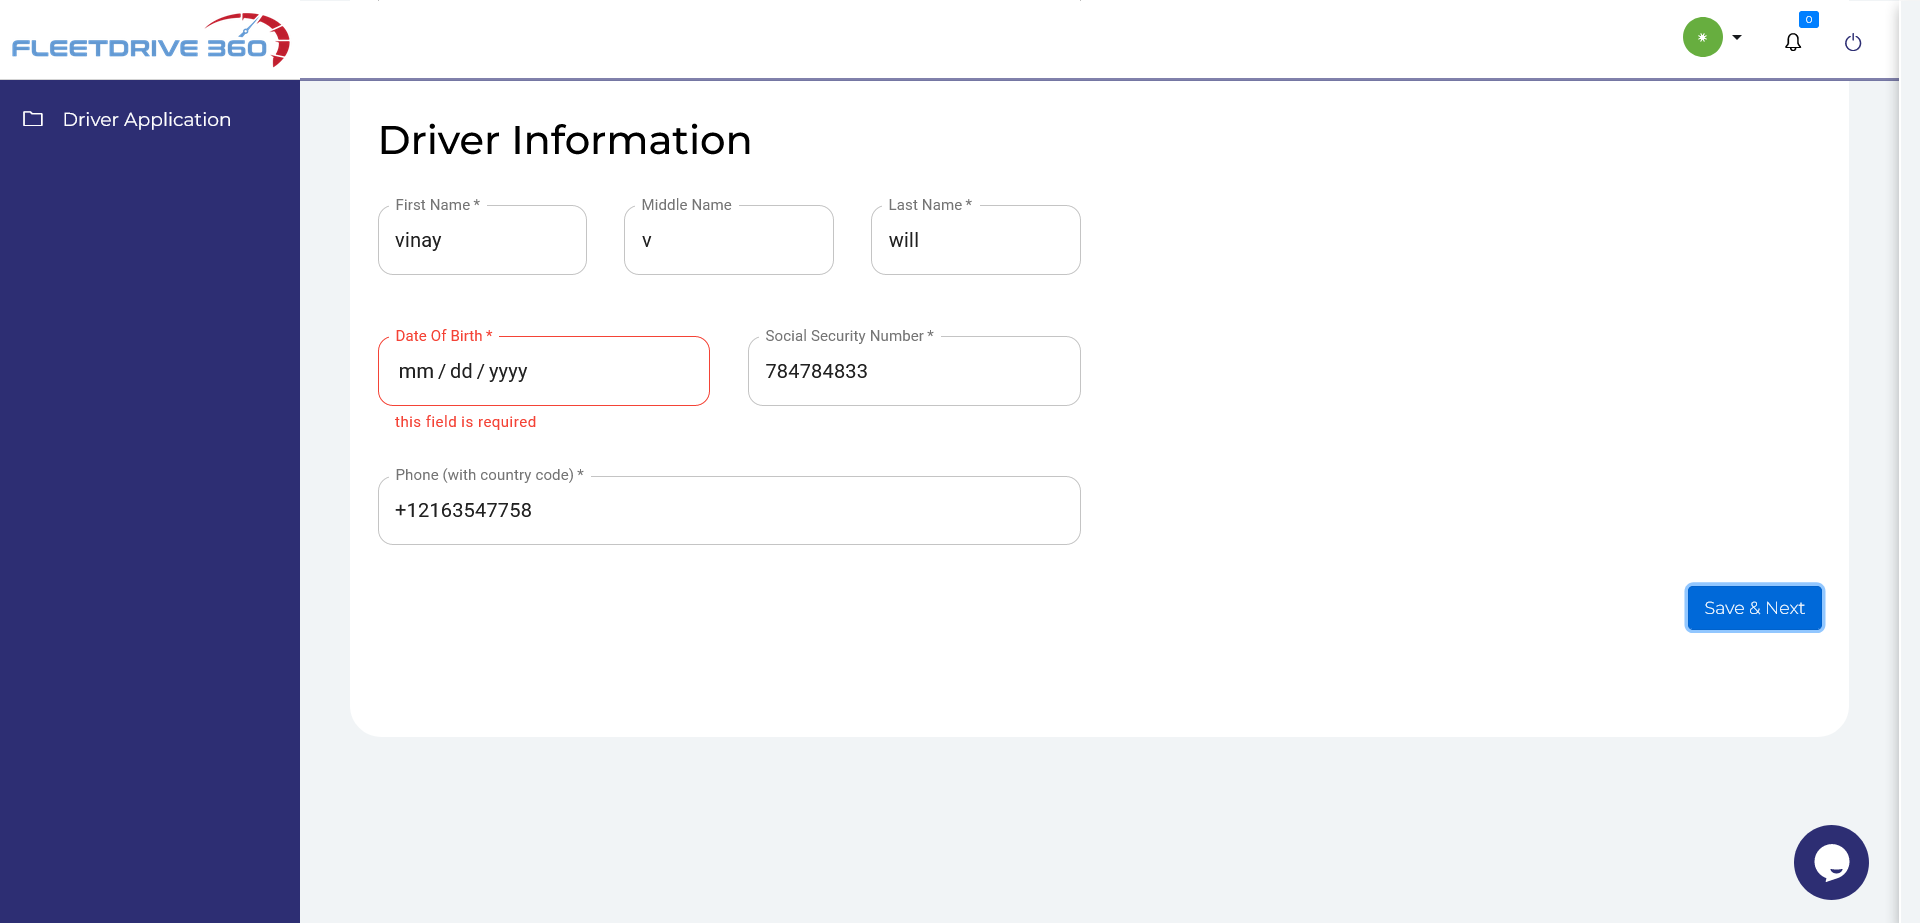 FLEETDRIVE 360
0
Driver Application
Driver Information
First Name *
Middle Name
Last Name *
vinay
v
will
Date Of Birth *
Social Security Number *
mm / dd / yyyy
784784833
this field is required
Phone (with country code) *
+12163547758
Save & Next